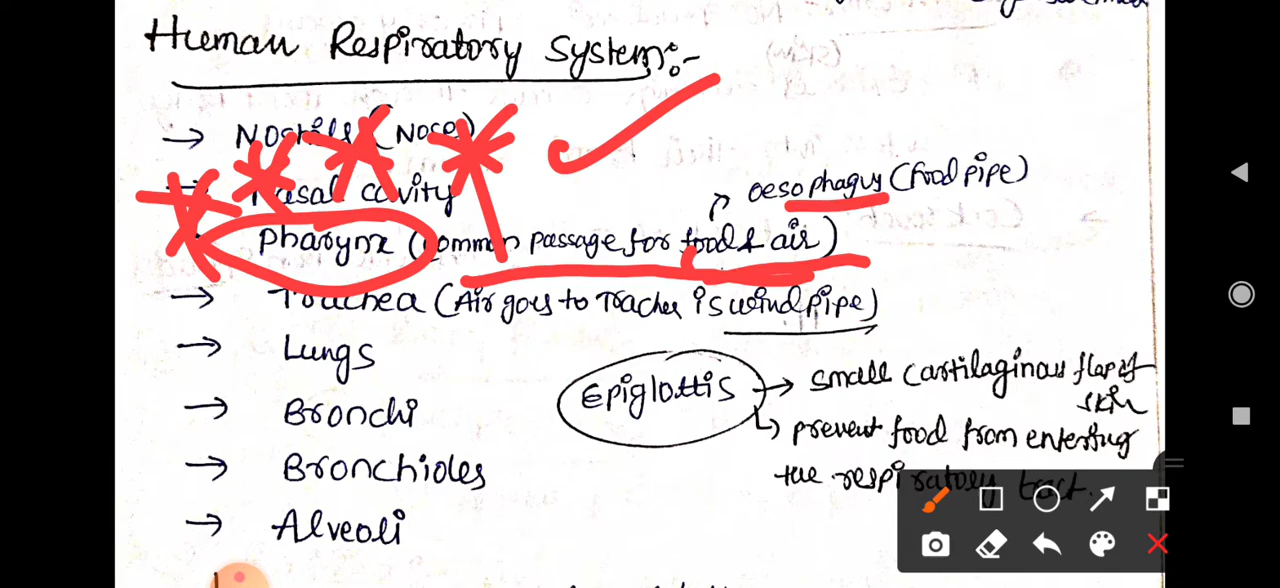 Human Respiratory System:-
→ Nostrils (Nose)
→ Nasal cavity
oesophagus (food pipe)
Pharynx (common passage for food & air)
→ Trachea (Air goes to Trachea is wind pipe)
→ Lungs
Epiglottis → small cartilaginous flap of skin
→ Bronchi
↳ prevent food from entering
the respiratory tract.
→ Bronchioles
→ Alveoli